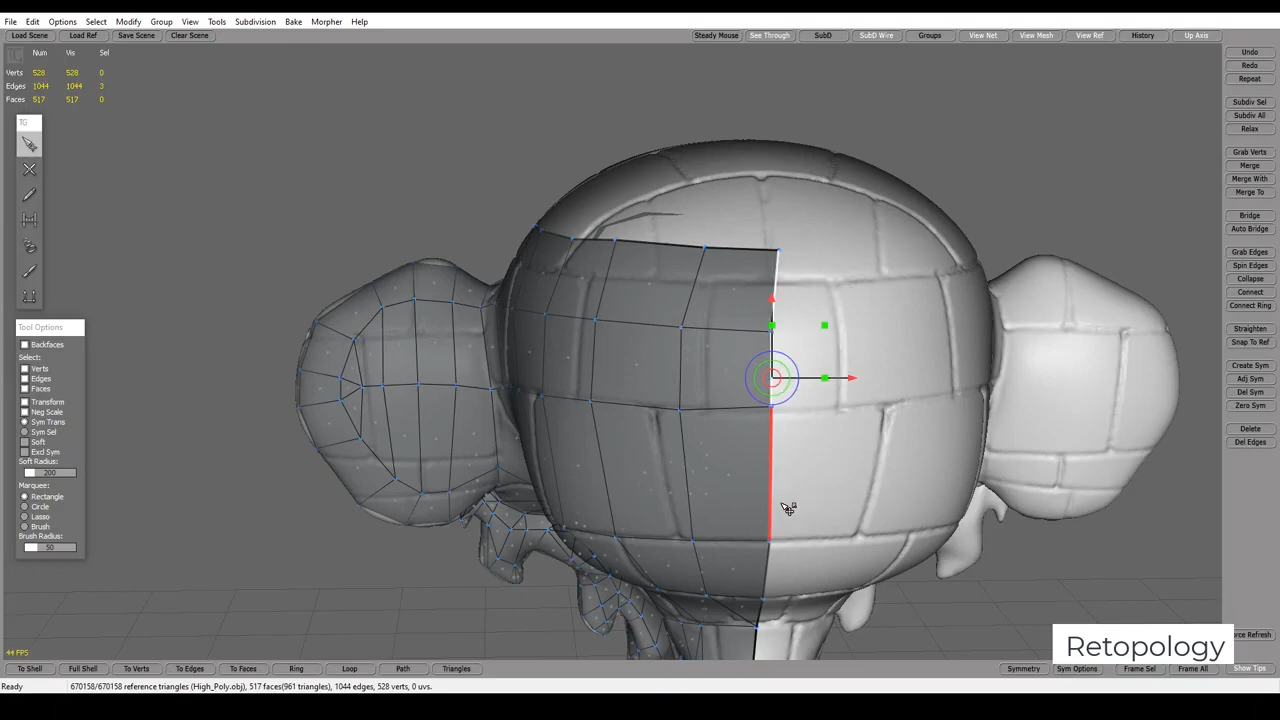 File Edit Options Select Modify Group View Tools Subdivision Bake Morpher Help
Load Scene Load Ref Save Scene Clear Scene Steady Mouse See Through SubD SubD Wire Groups View Net View Mesh View Ref History Up Axis
Num Vis Sel
Verts 528 528 0
Edges 1044 1044 3
Faces 517 517 0
TG
Tool Options
Backfaces
Select:
Verts
Edges
Faces
Transform
Neg Scale
Sym Trans
Sym Sel
Soft
Excl Sym
Soft Radius:
200
Marquee:
Rectangle
Circle
Lasso
Brush
Brush Radius:
50
Undo
Redo
Repeat
Subdiv Sel
Subdiv All
Relax
Grab Verts
Merge
Merge With
Merge To
Bridge
Auto Bridge
Grab Edges
Spin Edges
Collapse
Connect
Connect Ring
Straighten
Snap To Ref
Create Sym
Adj Sym
Del Sym
Zero Sym
Delete
Del Edges
Retopology
44 FPS
To Shell Full Shell To Verts To Edges To Faces Ring Loop Path Triangles Symmetry Sym Options Frame Sel Frame All Show Tips
Ready 670158/670158 reference triangles (High_Poly.obj), 517 faces(961 triangles), 1044 edges, 528 verts, 0 uvs.